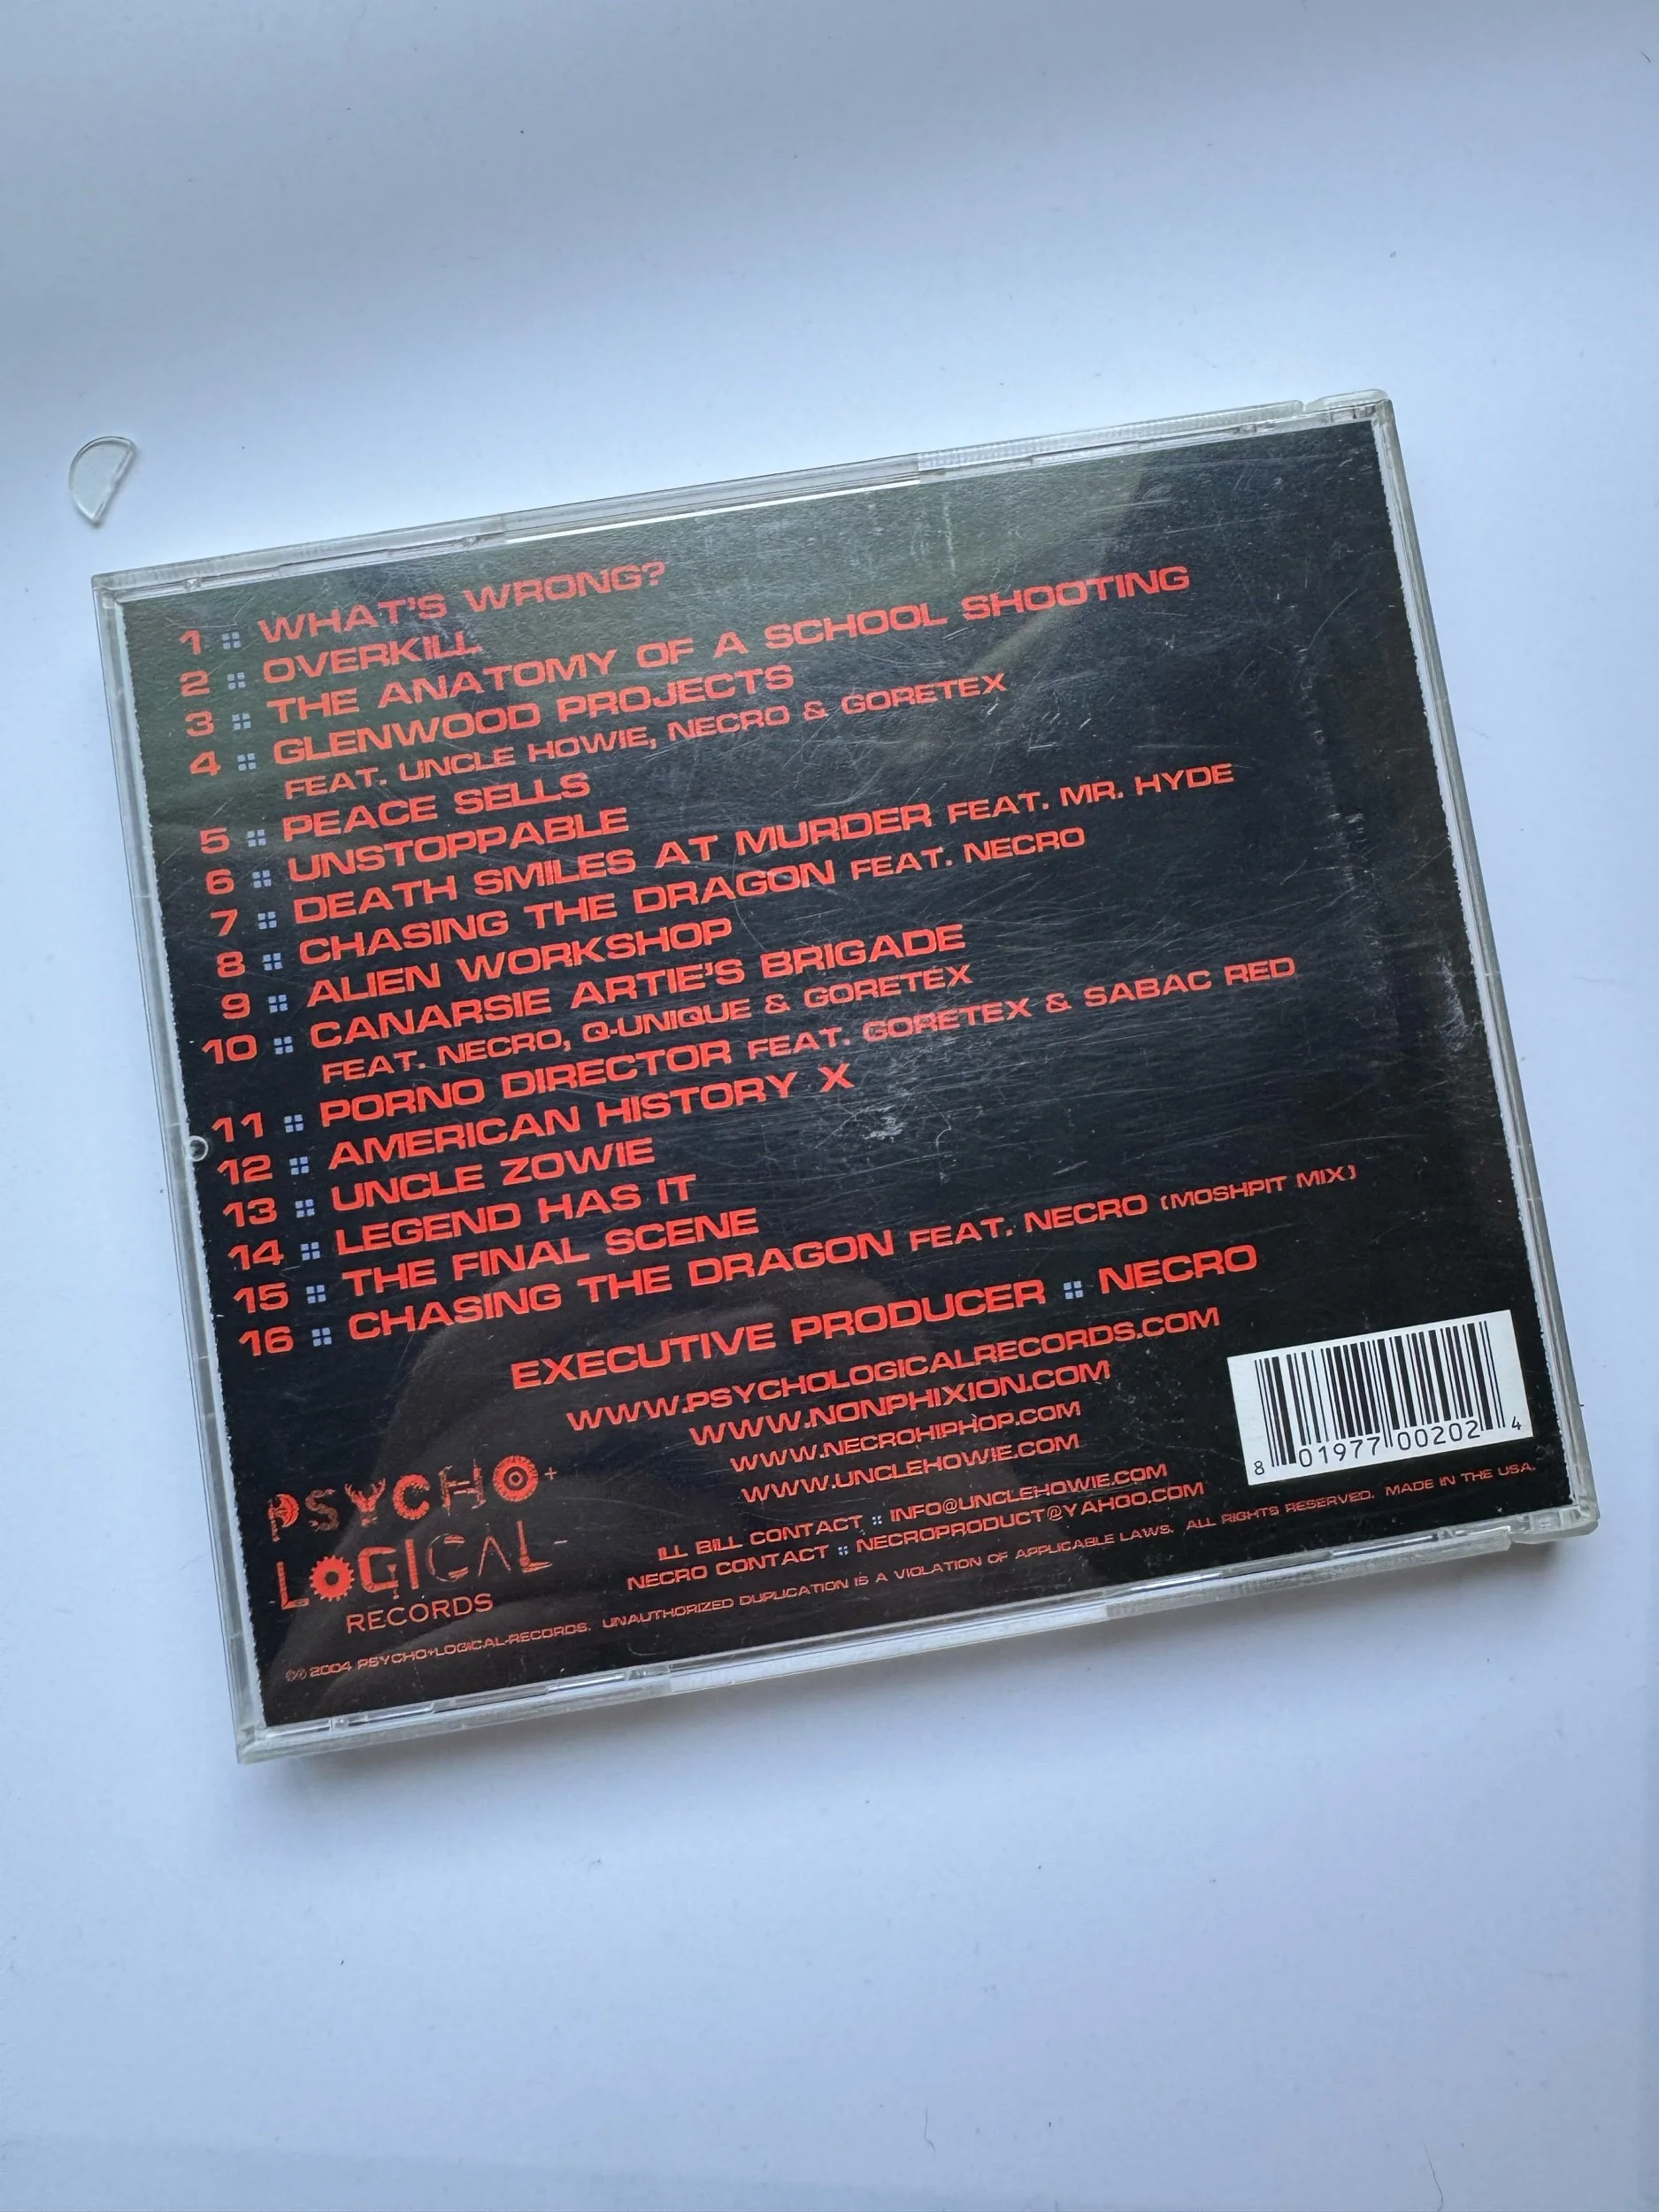 1 :: WHAT'S WRONG?
2 :: OVERKILL
3 :: THE ANATOMY OF A SCHOOL SHOOTING
4 :: GLENWOOD PROJECTS
FEAT. UNCLE HOWIE, NECRO & GORETEX
5 :: PEACE SELLS
6 :: UNSTOPPABLE
7 :: DEATH SMILES AT MURDER FEAT. MR. HYDE
8 :: CHASING THE DRAGON FEAT. NECRO
9 :: ALIEN WORKSHOP
10 :: CANARSIE ARTIE'S BRIGADE
FEAT. NECRO, Q-UNIQUE & GORETEX
11 :: PORNO DIRECTOR FEAT. GORETEX & SABAC RED
12 :: AMERICAN HISTORY X
13 :: UNCLE ZOWIE
14 :: LEGEND HAS IT
15 :: THE FINAL SCENE
16 :: CHASING THE DRAGON FEAT. NECRO (MOSHPIT MIX)
EXECUTIVE PRODUCER :: NECRO
WWW.PSYCHOLOGICALRECORDS.COM
WWW.NONPHIXION.COM
WWW.NECROHIPHOP.COM
WWW.UNCLEHOWIE.COM
ILL BILL CONTACT :: INFO@UNCLEHOWIE.COM
NECRO CONTACT :: NECROPRODUCT@YAHOO.COM
PSYCHO+
LOGICAL-
RECORDS
8 01977 00202 4
©℗ 2004 PSYCHO+LOGICAL-RECORDS. UNAUTHORIZED DUPLICATION IS A VIOLATION OF APPLICABLE LAWS. ALL RIGHTS RESERVED. MADE IN THE USA.